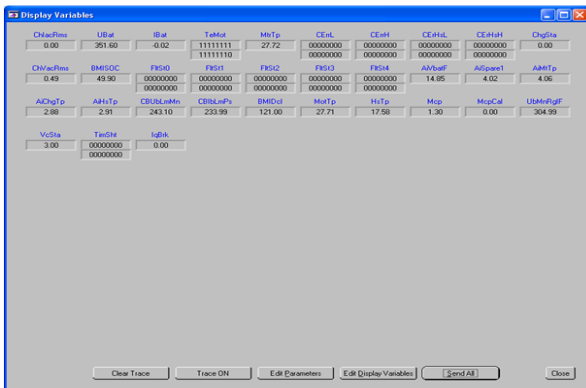 Display Variables
ChIacRms UBat IBat TeMot MtrTp CErrL CErrH CErHsL CErHsH ChgSta
0.00 351.60 -0.02 11111111 27.72 00000000 00000000 00000000 00000000 0.00
11111110 00000000 00000000 00000000 00000000
ChVacRms BMISOC FltSt0 FltSt1 FltSt2 FltSt3 FltSt4 AiVbatF AiSpare1 AiMtTp
0.49 49.90 00000000 00000000 00000000 00000000 00000000 14.85 4.02 4.06
00000000 00000000 00000000 00000000 00000000
AiChgTp AiHsTp CBUbLmMn CBIbLmPs BMIDcl MotTp HsTp Mcp McpCal UbMnRglF
2.88 2.91 243.10 233.99 121.00 27.71 17.58 1.30 0.00 304.99
VcSta TimSht IqBrk
3.00 00000000 0.00
00000000
Clear Trace Trace ON Edit Parameters Edit Display Variables Send All Close